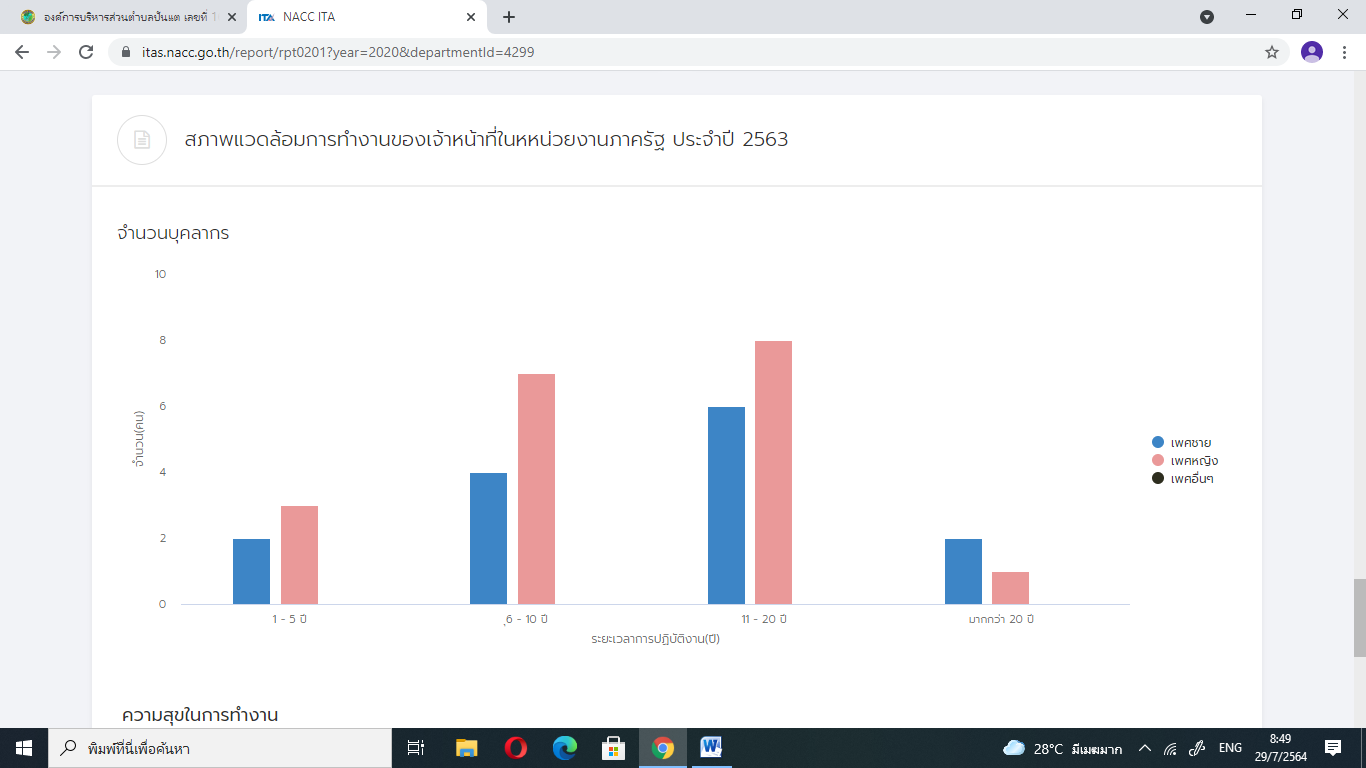 องค์การบริหารส่วนตำบลปันแต เลขที่
NACC ITA
itas.nacc.go.th/report/rpt0201?year=2020&departmentId=4299
สภาพแวดล้อมการทำงานของเจ้าหน้าที่ในหหน่วยงานภาครัฐ ประจำปี 2563
จำนวนบุคลากร
10
8
6
4
2
0
จำนวน(คน)
1 - 5 ปี
ุ6 - 10 ปี
11 - 20 ปี
มากกว่า 20 ปี
ระยะเวลาการปฏิบัติงาน(ปี)
เพศชาย
เพศหญิง
เพศอื่นๆ
ความสุขในการทำงาน
พิมพ์ที่นี่เพื่อค้นหา
28°C มีเมฆมาก
ENG
8:49
29/7/2564